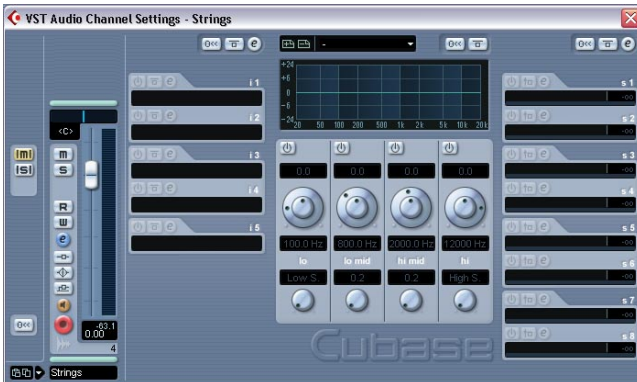 VST Audio Channel Settings - Strings
e
-
e
i 1
i 2
i 3
i 4
i 5
+24
+6
0
-6
-24
20 50 100 200 500 1k 2k 5k 10k 20k
<C>
m
S
R
W
e
|m|
|s|
0.0 0.0 0.0 0.0
100.0 Hz 800.0 Hz 2000.0 Hz 12000 Hz
lo lo mid hi mid hi
Low S. 0.2 0.2 High S.
s 1
-oo
s 2
-oo
s 3
-oo
s 4
-oo
s 5
-oo
s 6
-oo
s 7
-oo
s 8
-oo
-63.1
0.00
4
Cubase
Strings